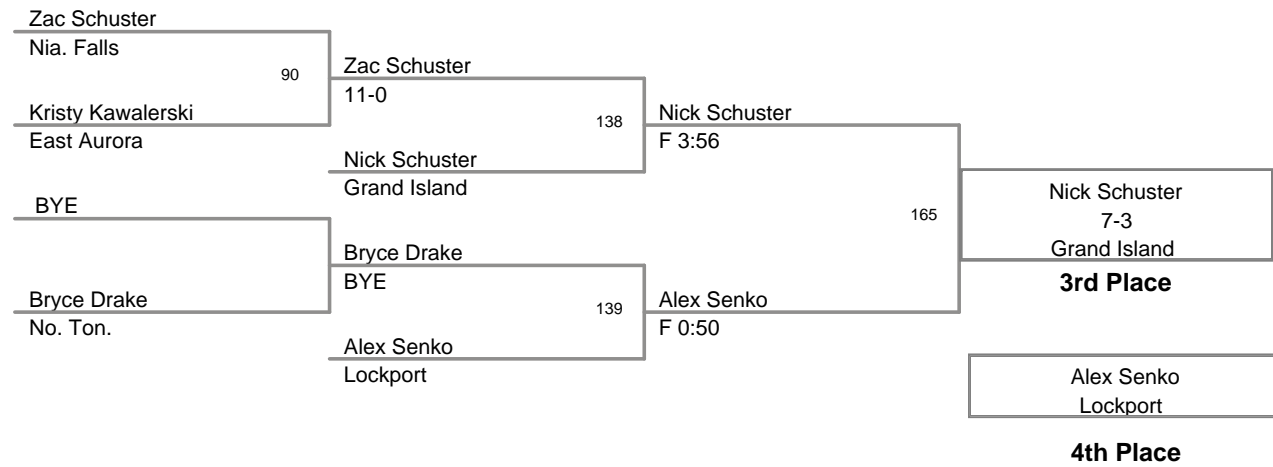 Zac Schuster
Nia. Falls
90
Kristy Kawalerski
East Aurora
BYE
Bryce Drake
No. Ton.
Zac Schuster
11-0
138
Nick Schuster
Grand Island
Bryce Drake
BYE
139
Alex Senko
Lockport
Nick Schuster
F 3:56
165
Alex Senko
F 0:50
Nick Schuster
7-3
Grand Island
3rd Place
Alex Senko
Lockport
4th Place